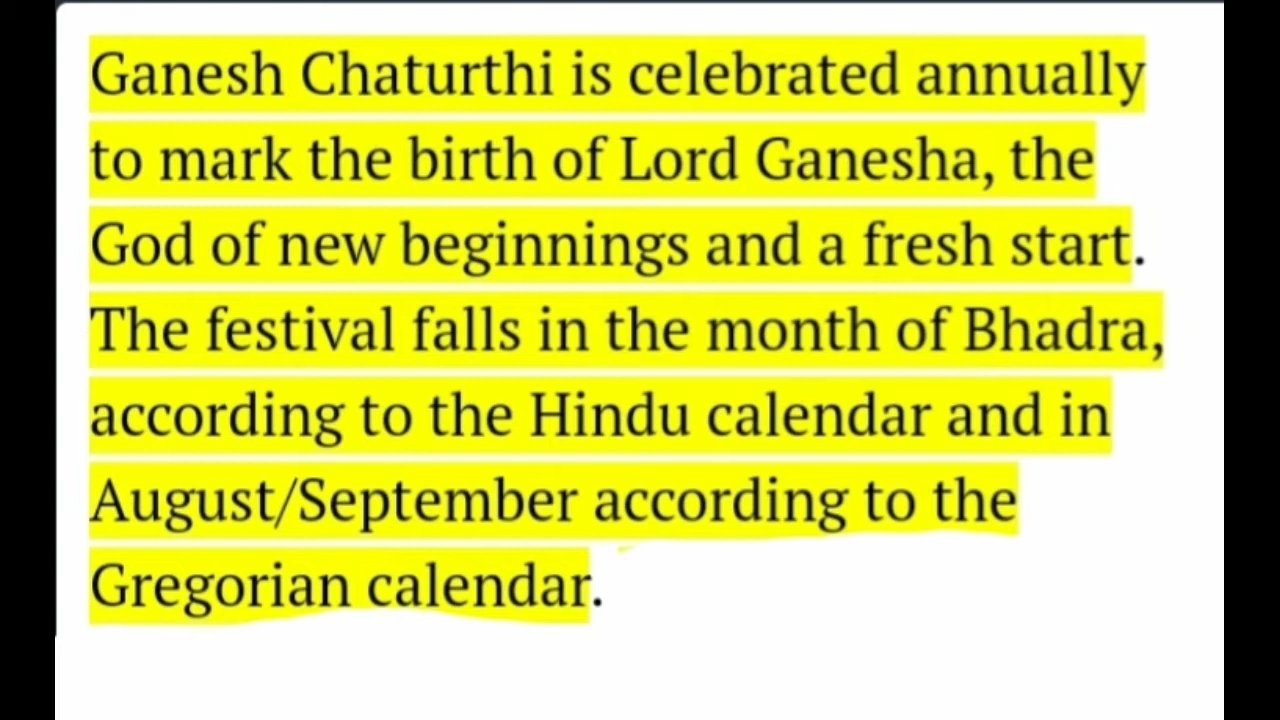 Ganesh Chaturthi is celebrated annually
to mark the birth of Lord Ganesha, the
God of new beginnings and a fresh start.
The festival falls in the month of Bhadra,
according to the Hindu calendar and in
August/September according to the
Gregorian calendar.